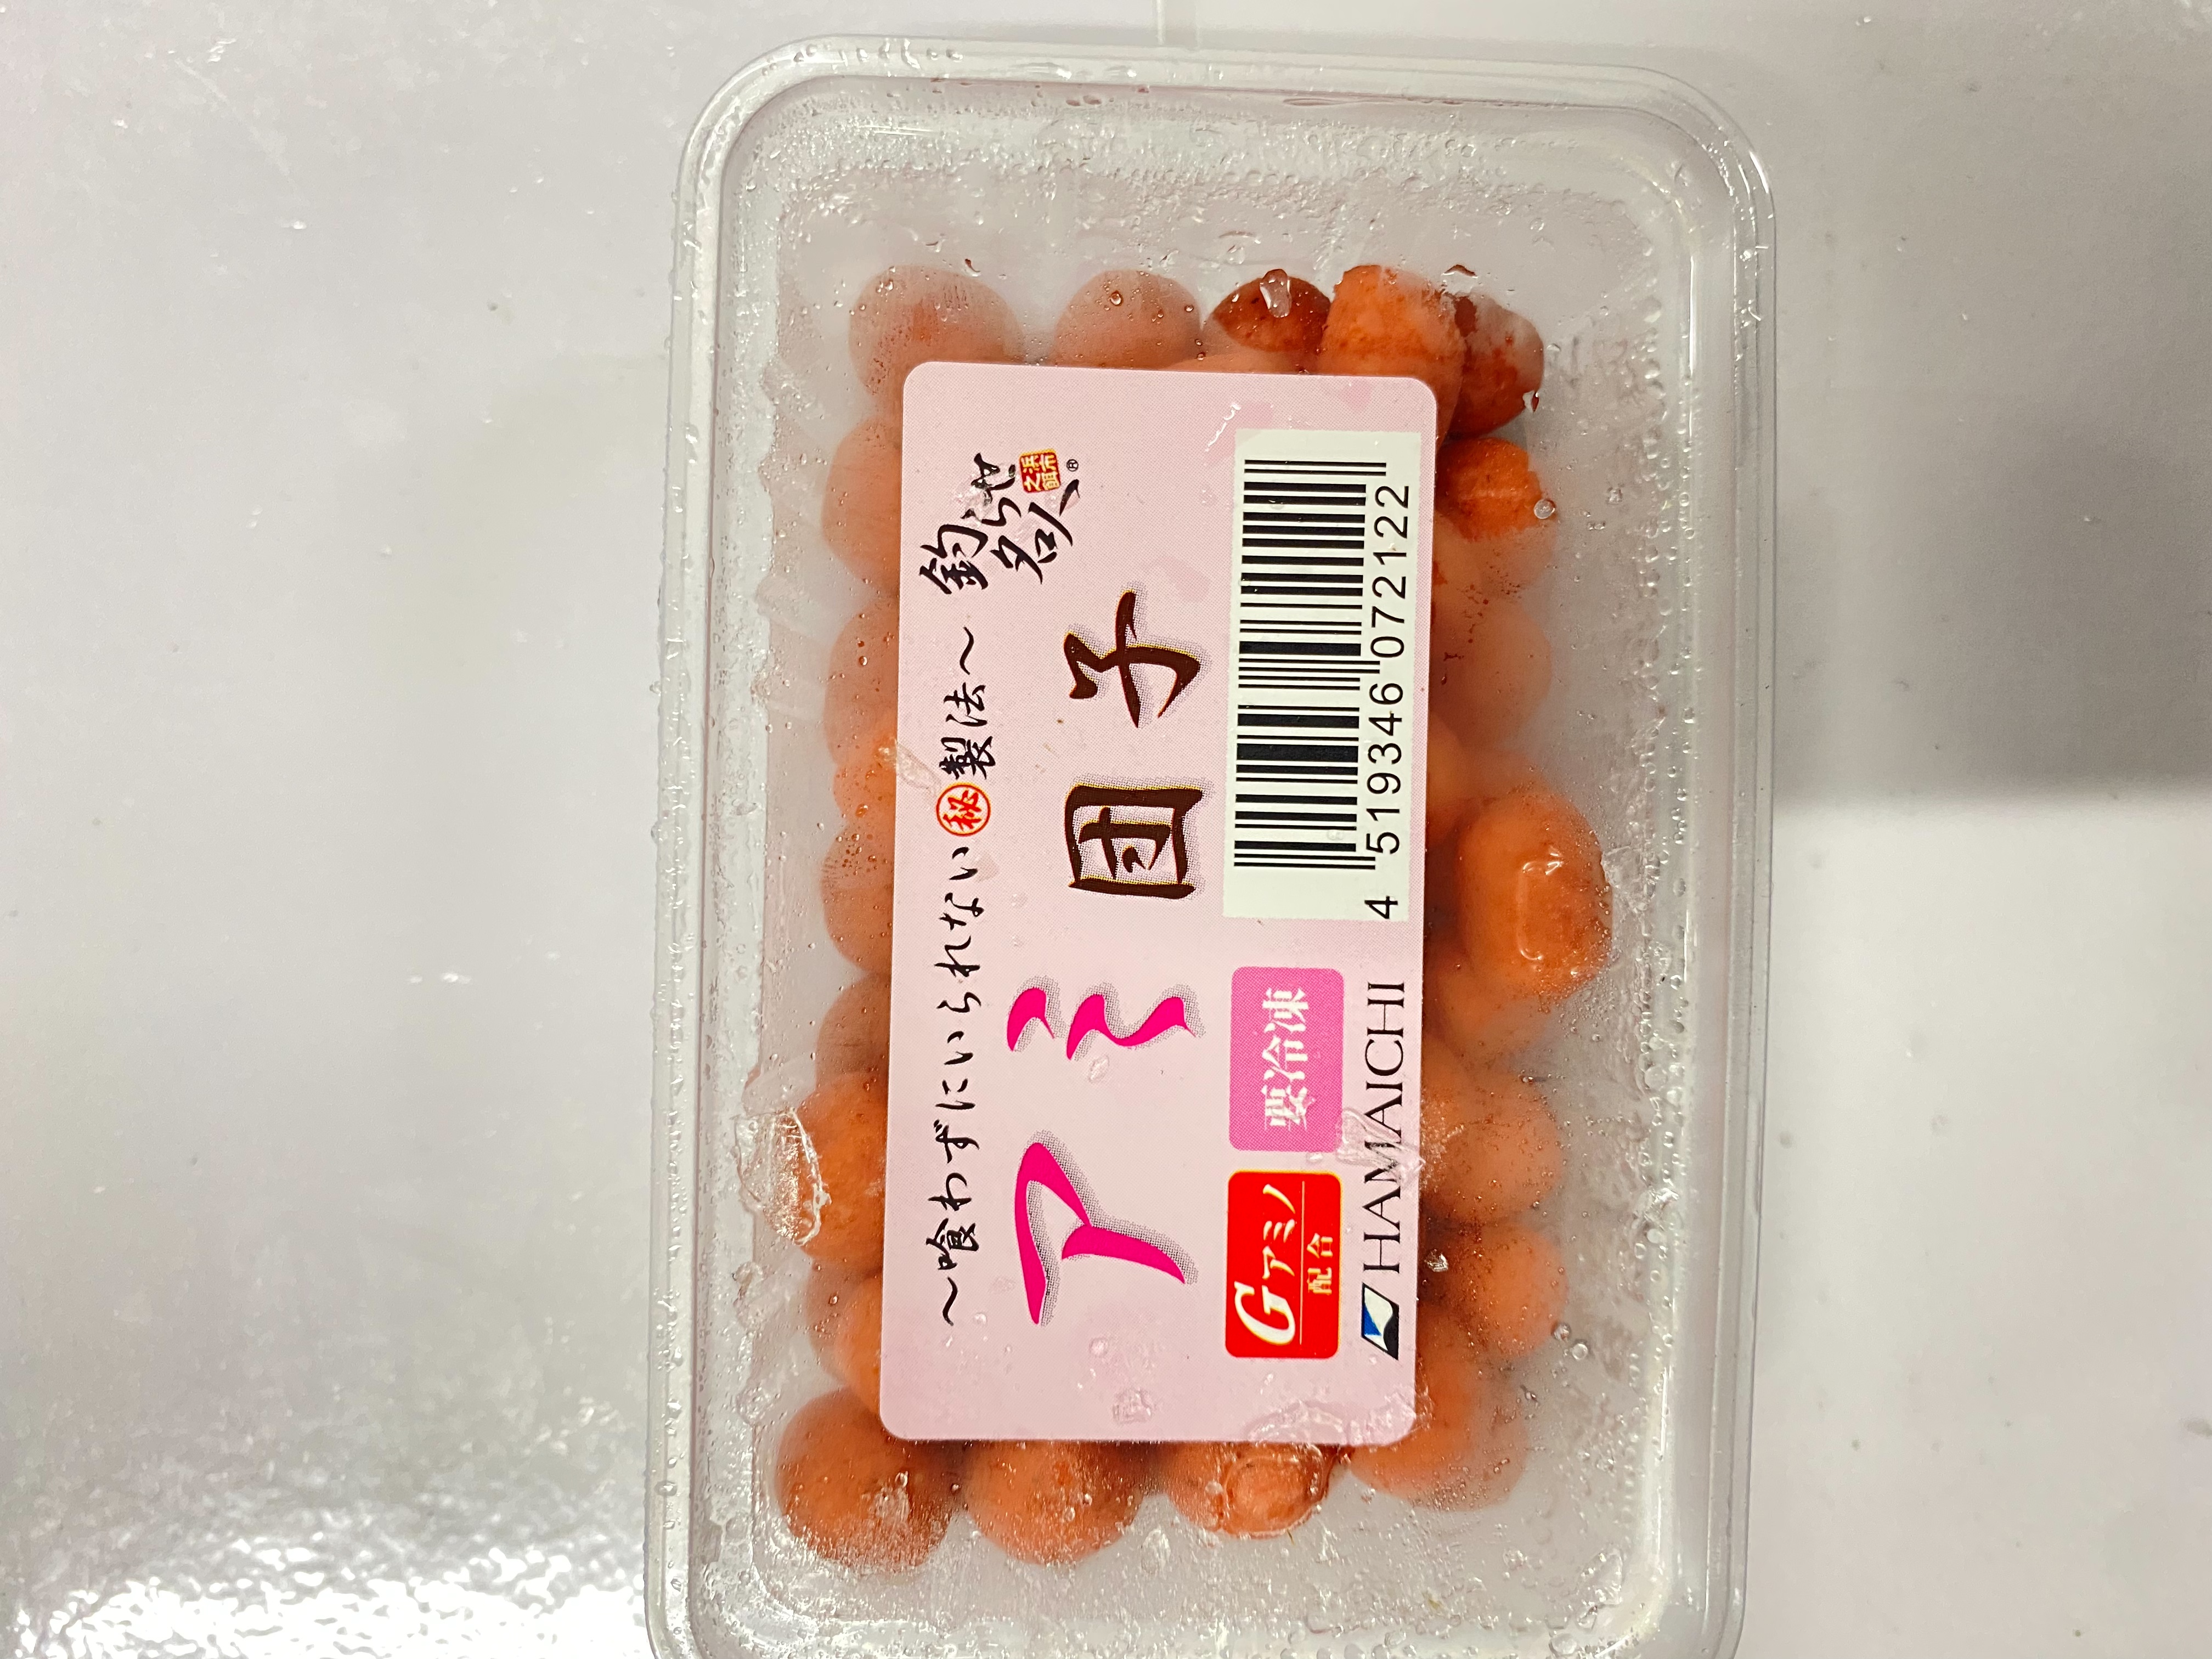 ～喰わずにいられない㊙製法～
釣らせ名人
浜市之餌
®
アミ団子
Gアミノ
配合
要冷凍
HAMAICHI
4 519346 072122